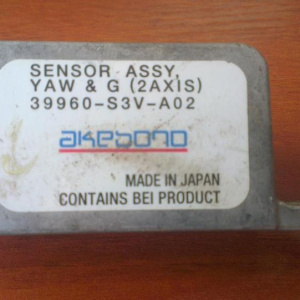 SENSOR ASSY,
YAW & G (2AXIS)
39960-S3V-A02
akebono
MADE IN JAPAN
CONTAINS BEI PRODUCT